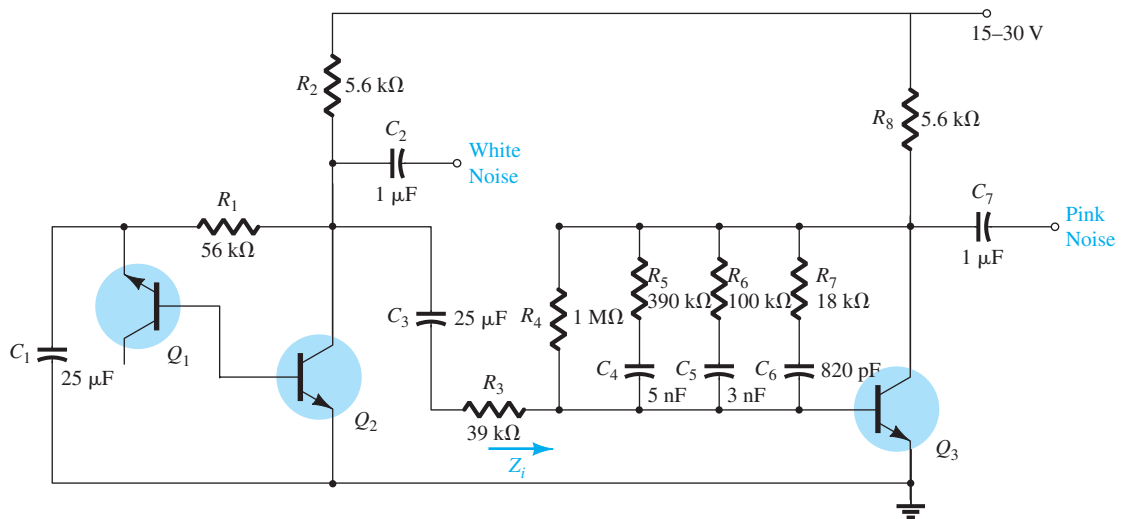 15–30 V
R2
5.6 kΩ
R8
5.6 kΩ
C2
1 μF
White
Noise
R1
56 kΩ
C7
1 μF
Pink
Noise
R5
390 kΩ
R6
100 kΩ
R7
18 kΩ
C3
25 μF
R4
1 MΩ
C1
25 μF
Q1
C4
5 nF
C5
3 nF
C6
820 pF
R3
39 kΩ
Q2
Zi
Q3